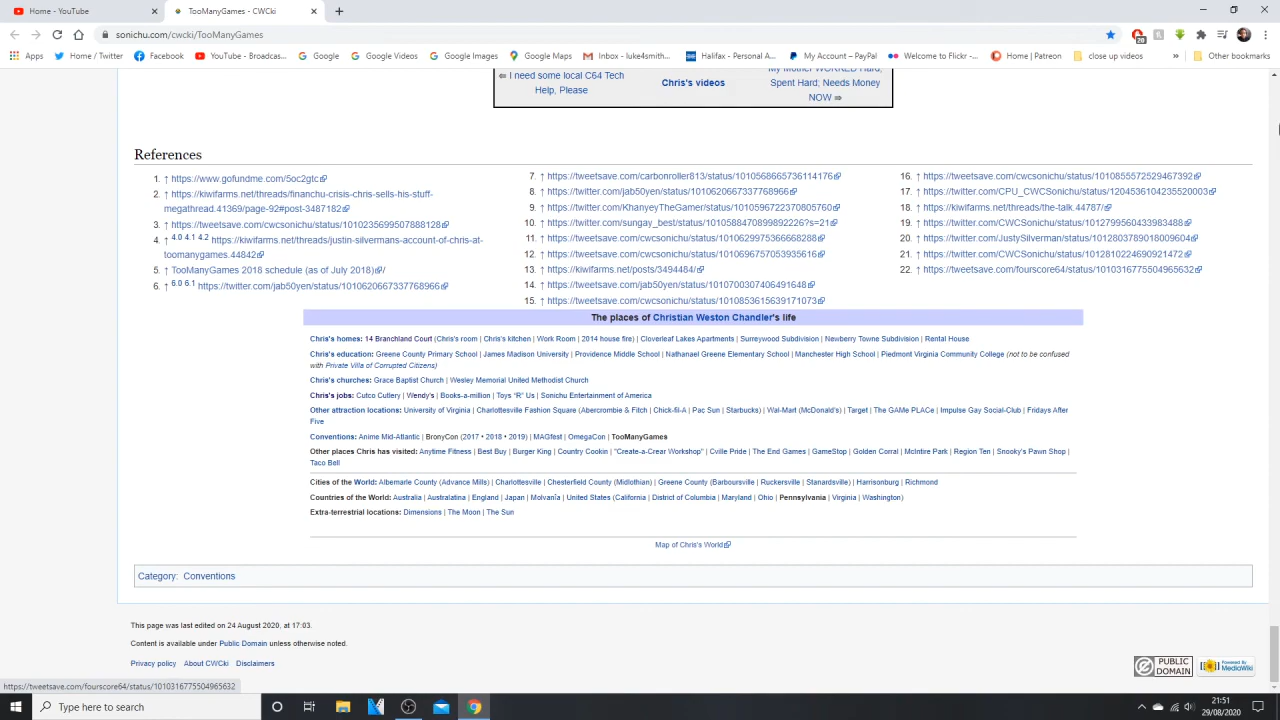 Home - YouTube
TooManyGames - CWCki
sonichu.com/cwcki/TooManyGames
Apps
Home / Twitter
Facebook
YouTube - Broadcas...
Google
Google Videos
Google Images
Google Maps
Inbox - luke4smith...
Halifax - Personal A...
My Account – PayPal
Welcome to Flickr -...
Home | Patreon
close up videos
»
Other bookmarks
⇐ I need some local C64 Tech Help, Please
Chris's videos
My Mother WORKED Hard, Spent Hard; Needs Money NOW ⇒
References
1. ↑ https://www.gofundme.com/5oc2gtc
2. ↑ https://kiwifarms.net/threads/financhu-crisis-chris-sells-his-stuff-
megathread.41369/page-92#post-3487182
3. ↑ https://tweetsave.com/cwcsonichu/status/1010235699507888128
4. ↑ 4.0 4.1 4.2 https://kiwifarms.net/threads/justin-silvermans-account-of-chris-at-
toomanygames.44842
5. ↑ TooManyGames 2018 schedule (as of July 2018)/
6. ↑ 6.0 6.1 https://twitter.com/jab50yen/status/1010620667337768966
7. ↑ https://tweetsave.com/carbonroller813/status/1010568665736114176
8. ↑ https://twitter.com/jab50yen/status/1010620667337768966
9. ↑ https://twitter.com/KhanyeyTheGamer/status/1010596722370805760
10. ↑ https://twitter.com/sungay_best/status/1010588470899892226?s=21
11. ↑ https://tweetsave.com/cwcsonichu/status/1010629975366668288
12. ↑ https://tweetsave.com/cwcsonichu/status/1010696757053935616
13. ↑ https://kiwifarms.net/posts/3494484/
14. ↑ https://tweetsave.com/jab50yen/status/1010700307406491648
15. ↑ https://tweetsave.com/cwcsonichu/status/1010853615639171073
16. ↑ https://tweetsave.com/cwcsonichu/status/1010855572529467392
17. ↑ https://twitter.com/CPU_CWCSonichu/status/1204536104235520003
18. ↑ https://kiwifarms.net/threads/the-talk.44787/
19. ↑ https://twitter.com/CWCSonichu/status/1012799560433983488
20. ↑ https://twitter.com/JustySilverman/status/1012803789018009604
21. ↑ https://twitter.com/CWCSonichu/status/1012810224690921472
22. ↑ https://tweetsave.com/fourscore64/status/1010316775504965632
The places of Christian Weston Chandler's life
Chris's homes: 14 Branchland Court (Chris's room | Chris's kitchen | Work Room | 2014 house fire) | Cloverleaf Lakes Apartments | Surreywood Subdivision | Newberry Towne Subdivision | Rental House
Chris's education: Greene County Primary School | James Madison University | Providence Middle School | Nathanael Greene Elementary School | Manchester High School | Piedmont Virginia Community College (not to be confused
with Private Villa of Corrupted Citizens)
Chris's churches: Grace Baptist Church | Wesley Memorial United Methodist Church
Chris's jobs: Cutco Cutlery | Wendy's | Books-a-million | Toys "R" Us | Sonichu Entertainment of America
Other attraction locations: University of Virginia | Charlottesville Fashion Square (Abercrombie & Fitch | Chick-fil-A | Pac Sun | Starbucks) | Wal-Mart (McDonald's) | Target | The GAMe PLACe | Impulse Gay Social-Club | Fridays After
Five
Conventions: Anime Mid-Atlantic | BronyCon (2017 • 2018 • 2019) | MAGfest | OmegaCon | TooManyGames
Other places Chris has visited: Anytime Fitness | Best Buy | Burger King | Country Cookin | "Create-a-Crear Workshop" | Cville Pride | The End Games | GameStop | Golden Corral | McIntire Park | Region Ten | Snooky's Pawn Shop |
Taco Bell
Cities of the World: Albemarle County (Advance Mills) | Charlottesville | Chesterfield County (Midlothian) | Greene County (Barboursville | Ruckersville | Stanardsville) | Harrisonburg | Richmond
Countries of the World: Australia | Australatina | England | Japan | Molvanîa | United States (California | District of Columbia | Maryland | Ohio | Pennsylvania | Virginia | Washington)
Extra-terrestrial locations: Dimensions | The Moon | The Sun
Map of Chris's World
Category: Conventions
This page was last edited on 24 August 2020, at 17:03.
Content is available under Public Domain unless otherwise noted.
Privacy policy About CWCki Disclaimers
PUBLIC DOMAIN
Powered By MediaWiki
https://tweetsave.com/fourscore64/status/1010316775504965632
Type here to search
21:51
29/08/2020